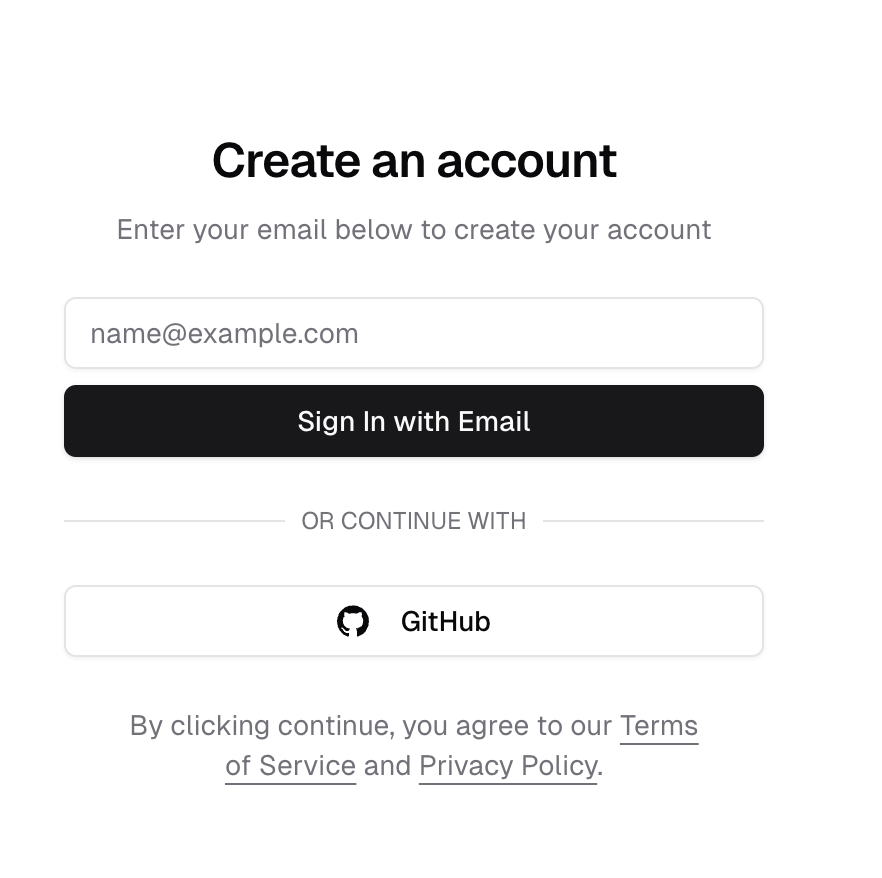 Create an account
Enter your email below to create your account
name@example.com
Sign In with Email
OR CONTINUE WITH
GitHub
By clicking continue, you agree to our Terms
of Service and Privacy Policy.